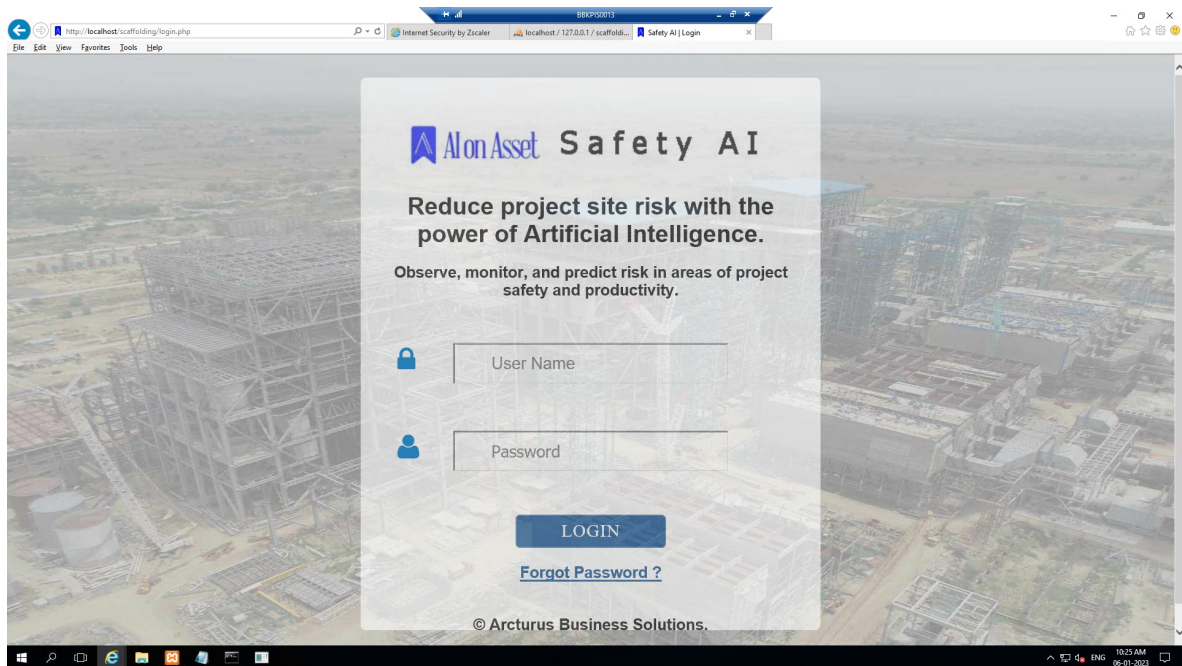 BBKPIS0013
http://localhost/scaffolding/login.php
Internet Security by Zscaler
localhost / 127.0.0.1 / scaffoldi...
Safety AI | Login
File Edit View Favorites Tools Help
AI on Asset Safety AI
Reduce project site risk with the
power of Artificial Intelligence.
Observe, monitor, and predict risk in areas of project
safety and productivity.
User Name
Password
LOGIN
Forgot Password ?
© Arcturus Business Solutions.
ENG
10:25 AM
06-01-2023